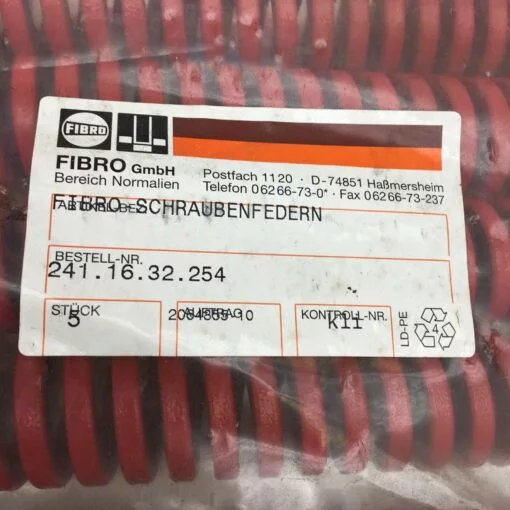 FIBRO
FIBRO GmbH
Bereich Normalien
Postfach 1120 · D-74851 Haßmersheim
Telefon 06266-73-0* · Fax 06266-73-237
FIBRO-SCHRAUBENFEDERN
BESTELL-NR.
241.16.32.254
STÜCK
5
AUFTRAG
KONTROLL-NR.
K11
4
LD-PE